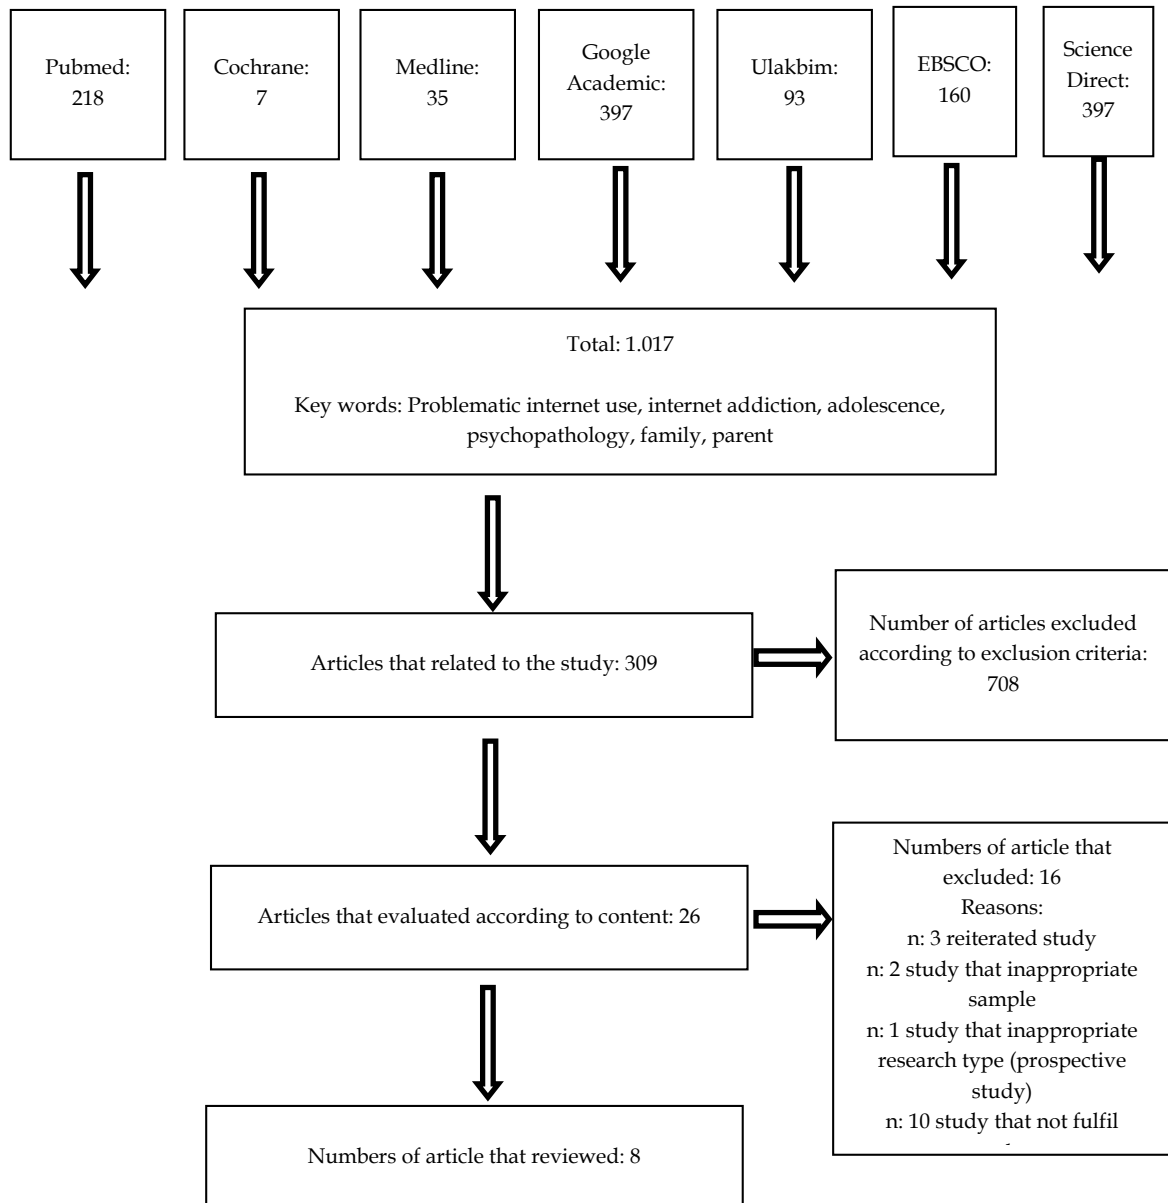 Pubmed:
218
Cochrane:
7
Medline:
35
Google
Academic:
397
Ulakbim:
93
EBSCO:
160
Science
Direct:
397
Total: 1.017
Key words: Problematic internet use, internet addiction, adolescence,
psychopathology, family, parent
Articles that related to the study: 309
Number of articles excluded
according to exclusion criteria:
708
Articles that evaluated according to content: 26
Numbers of article that
excluded: 16
Reasons:
n: 3 reiterated study
n: 2 study that inappropriate
sample
n: 1 study that inappropriate
research type (prospective
study)
n: 10 study that not fulfil
Numbers of article that reviewed: 8